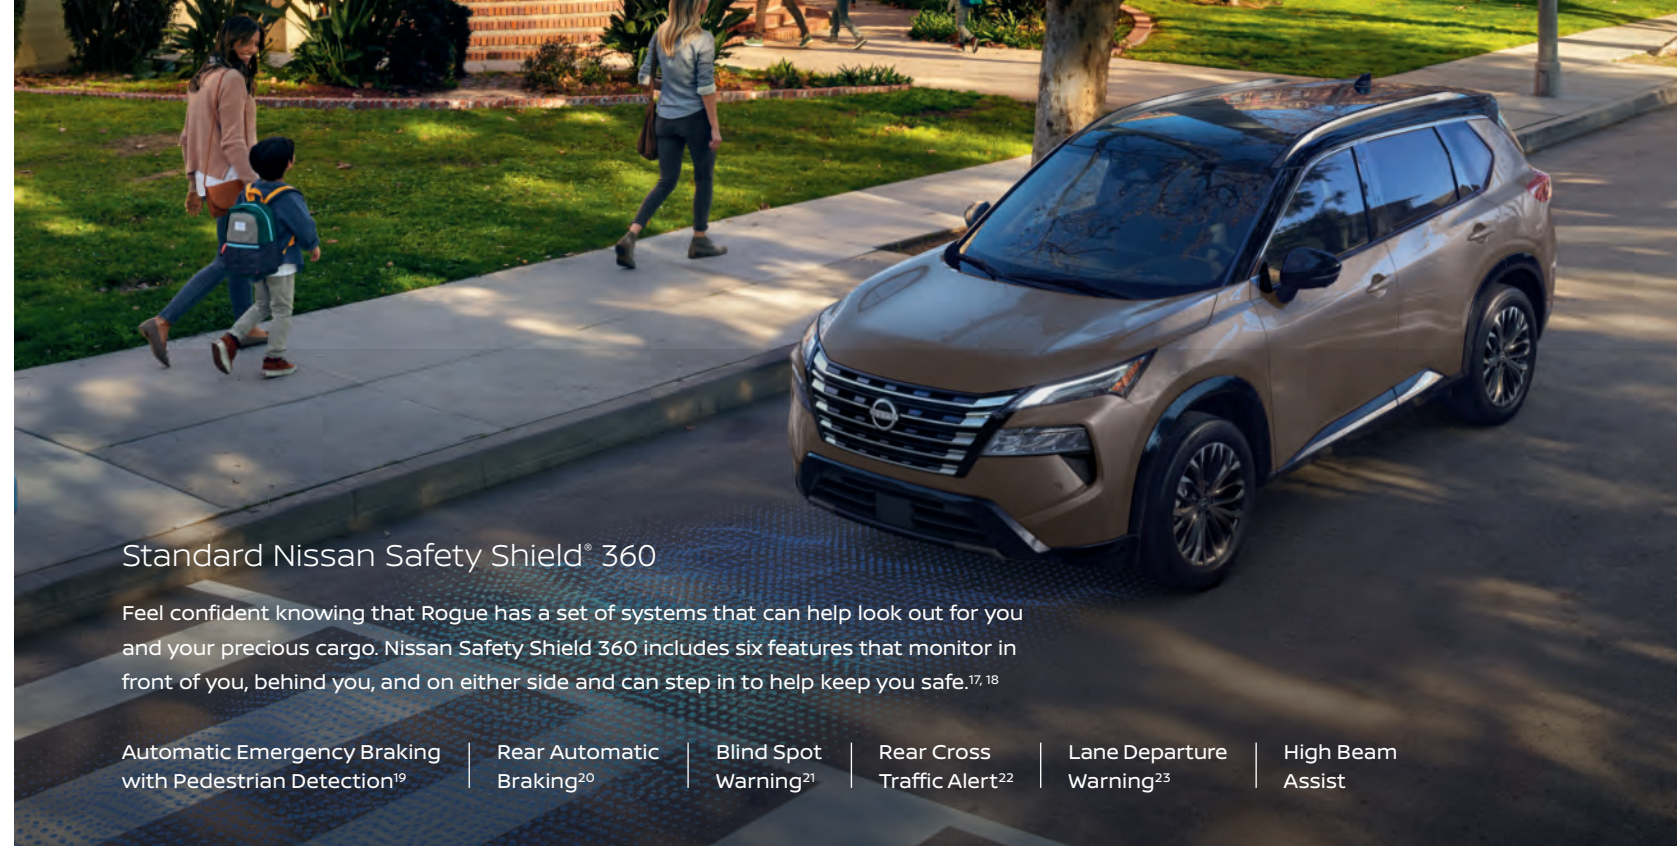 Standard Nissan Safety Shield® 360
Feel confident knowing that Rogue has a set of systems that can help look out for you
and your precious cargo. Nissan Safety Shield 360 includes six features that monitor in
front of you, behind you, and on either side and can step in to help keep you safe.17, 18
Automatic Emergency Braking
with Pedestrian Detection19
Rear Automatic
Braking20
Blind Spot
Warning21
Rear Cross
Traffic Alert22
Lane Departure
Warning23
High Beam
Assist